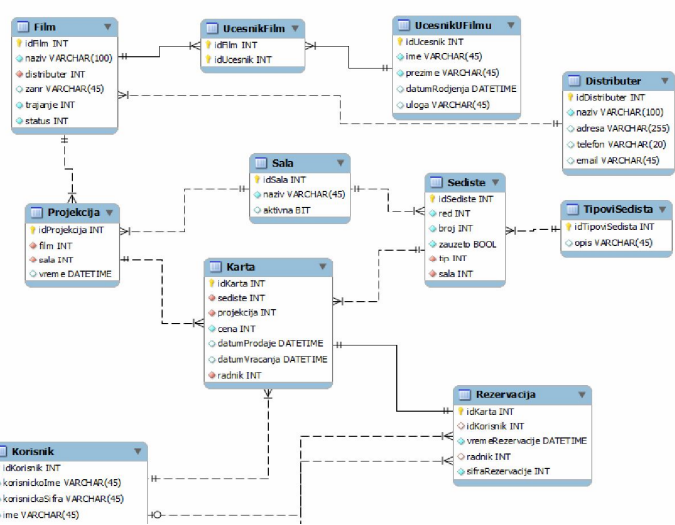 Film
idFilm INT
naziv VARCHAR(100)
distributer INT
zanr VARCHAR(45)
trajanje INT
status INT
UcesnikFilm
idFilm INT
idUcesnik INT
UcesnikUFilmu
idUcesnik INT
ime VARCHAR(45)
prezime VARCHAR(45)
datumRodjenja DATETIME
uloga VARCHAR(45)
Distributer
idDistributer INT
naziv VARCHAR(100)
adresa VARCHAR(255)
telefon VARCHAR(20)
email VARCHAR(45)
Sala
idSala INT
naziv VARCHAR(45)
aktivna BIT
Sediste
idSediste INT
red INT
broj INT
zauzeto BOOL
tip INT
sala INT
TipoviSedista
idTipoviSedista INT
opis VARCHAR(45)
Projekcija
idProjekcija INT
film INT
sala INT
vreme DATETIME
Karta
idKarta INT
sediste INT
projekcija INT
cena INT
datumProdaje DATETIME
datumVracanja DATETIME
radnik INT
Rezervacija
idKarta INT
idKorisnik INT
vremeRezervacije DATETIME
radnik INT
sifraRezervacije INT
Korisnik
idKorisnik INT
korisnickoIme VARCHAR(45)
korisnickaSifra VARCHAR(45)
ime VARCHAR(45)